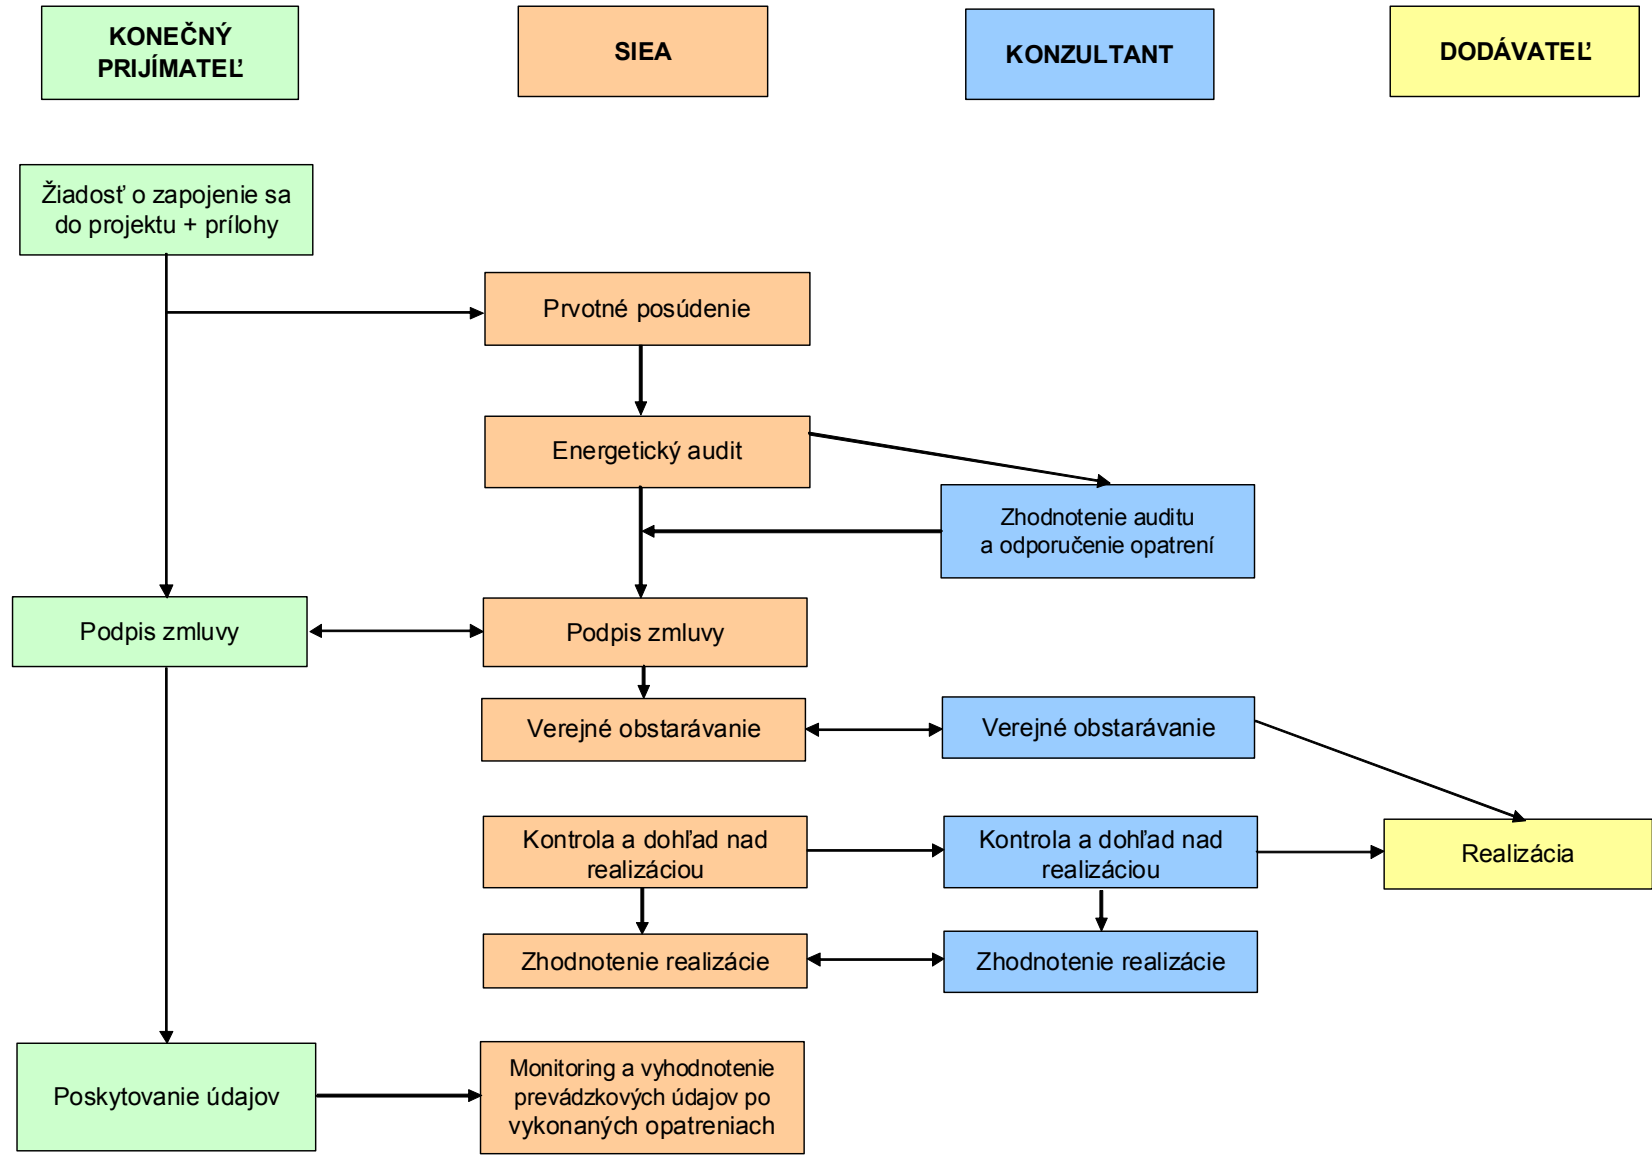 KONEČNÝ
PRIJÍMATEĽ
SIEA
KONZULTANT
DODÁVATEĽ
Žiadosť o zapojenie sa
do projektu + prílohy
Prvotné posúdenie
Energetický audit
Zhodnotenie auditu
a odporučenie opatrení
Podpis zmluvy
Podpis zmluvy
Verejné obstarávanie
Verejné obstarávanie
Kontrola a dohľad nad
realizáciou
Kontrola a dohľad nad
realizáciou
Realizácia
Zhodnotenie realizácie
Zhodnotenie realizácie
Poskytovanie údajov
Monitoring a vyhodnotenie
prevádzkových údajov po
vykonaných opatreniach